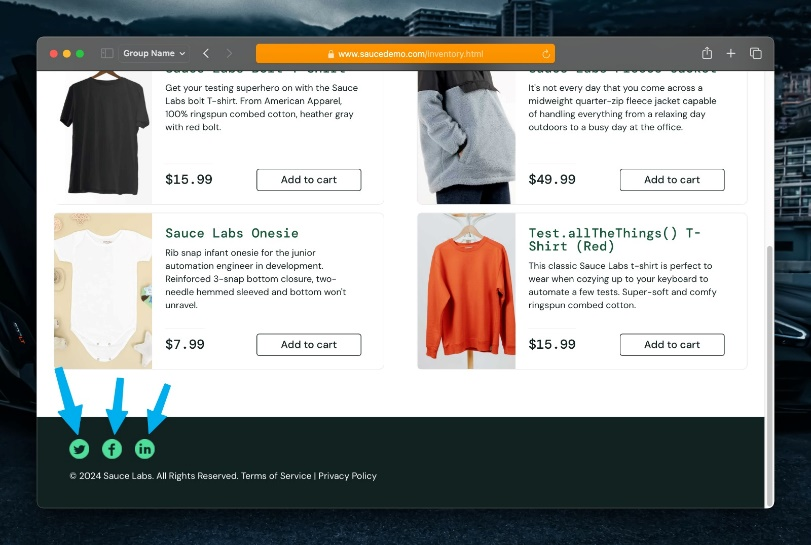 Group Name
www.saucedemo.com/inventory.html
Get your testing superhero on with the Sauce
Labs bolt T-shirt. From American Apparel,
100% ringspun combed cotton, heather gray
with red bolt.
$15.99
Add to cart
It's not every day that you come across a
midweight quarter-zip fleece jacket capable
of handling everything from a relaxing day
outdoors to a busy day at the office.
$49.99
Add to cart
Sauce Labs Onesie
Rib snap infant onesie for the junior
automation engineer in development.
Reinforced 3-snap bottom closure, two-
needle hemmed sleeved and bottom won't
unravel.
$7.99
Add to cart
Test.allTheThings() T-
Shirt (Red)
This classic Sauce Labs t-shirt is perfect to
wear when cozying up to your keyboard to
automate a few tests. Super-soft and comfy
ringspun combed cotton.
$15.99
Add to cart
© 2024 Sauce Labs. All Rights Reserved. Terms of Service | Privacy Policy